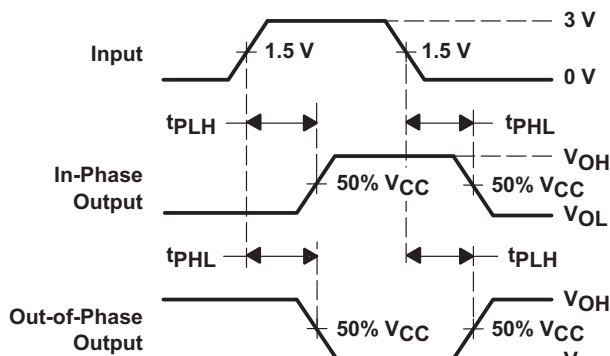 3 V
Input
1.5 V
1.5 V
0 V
tPLH
tPHL
VOH
In-Phase
Output
50% VCC
50% VCC
VOL
tPHL
tPLH
VOH
Out-of-Phase
Output
50% VCC
50% VCC